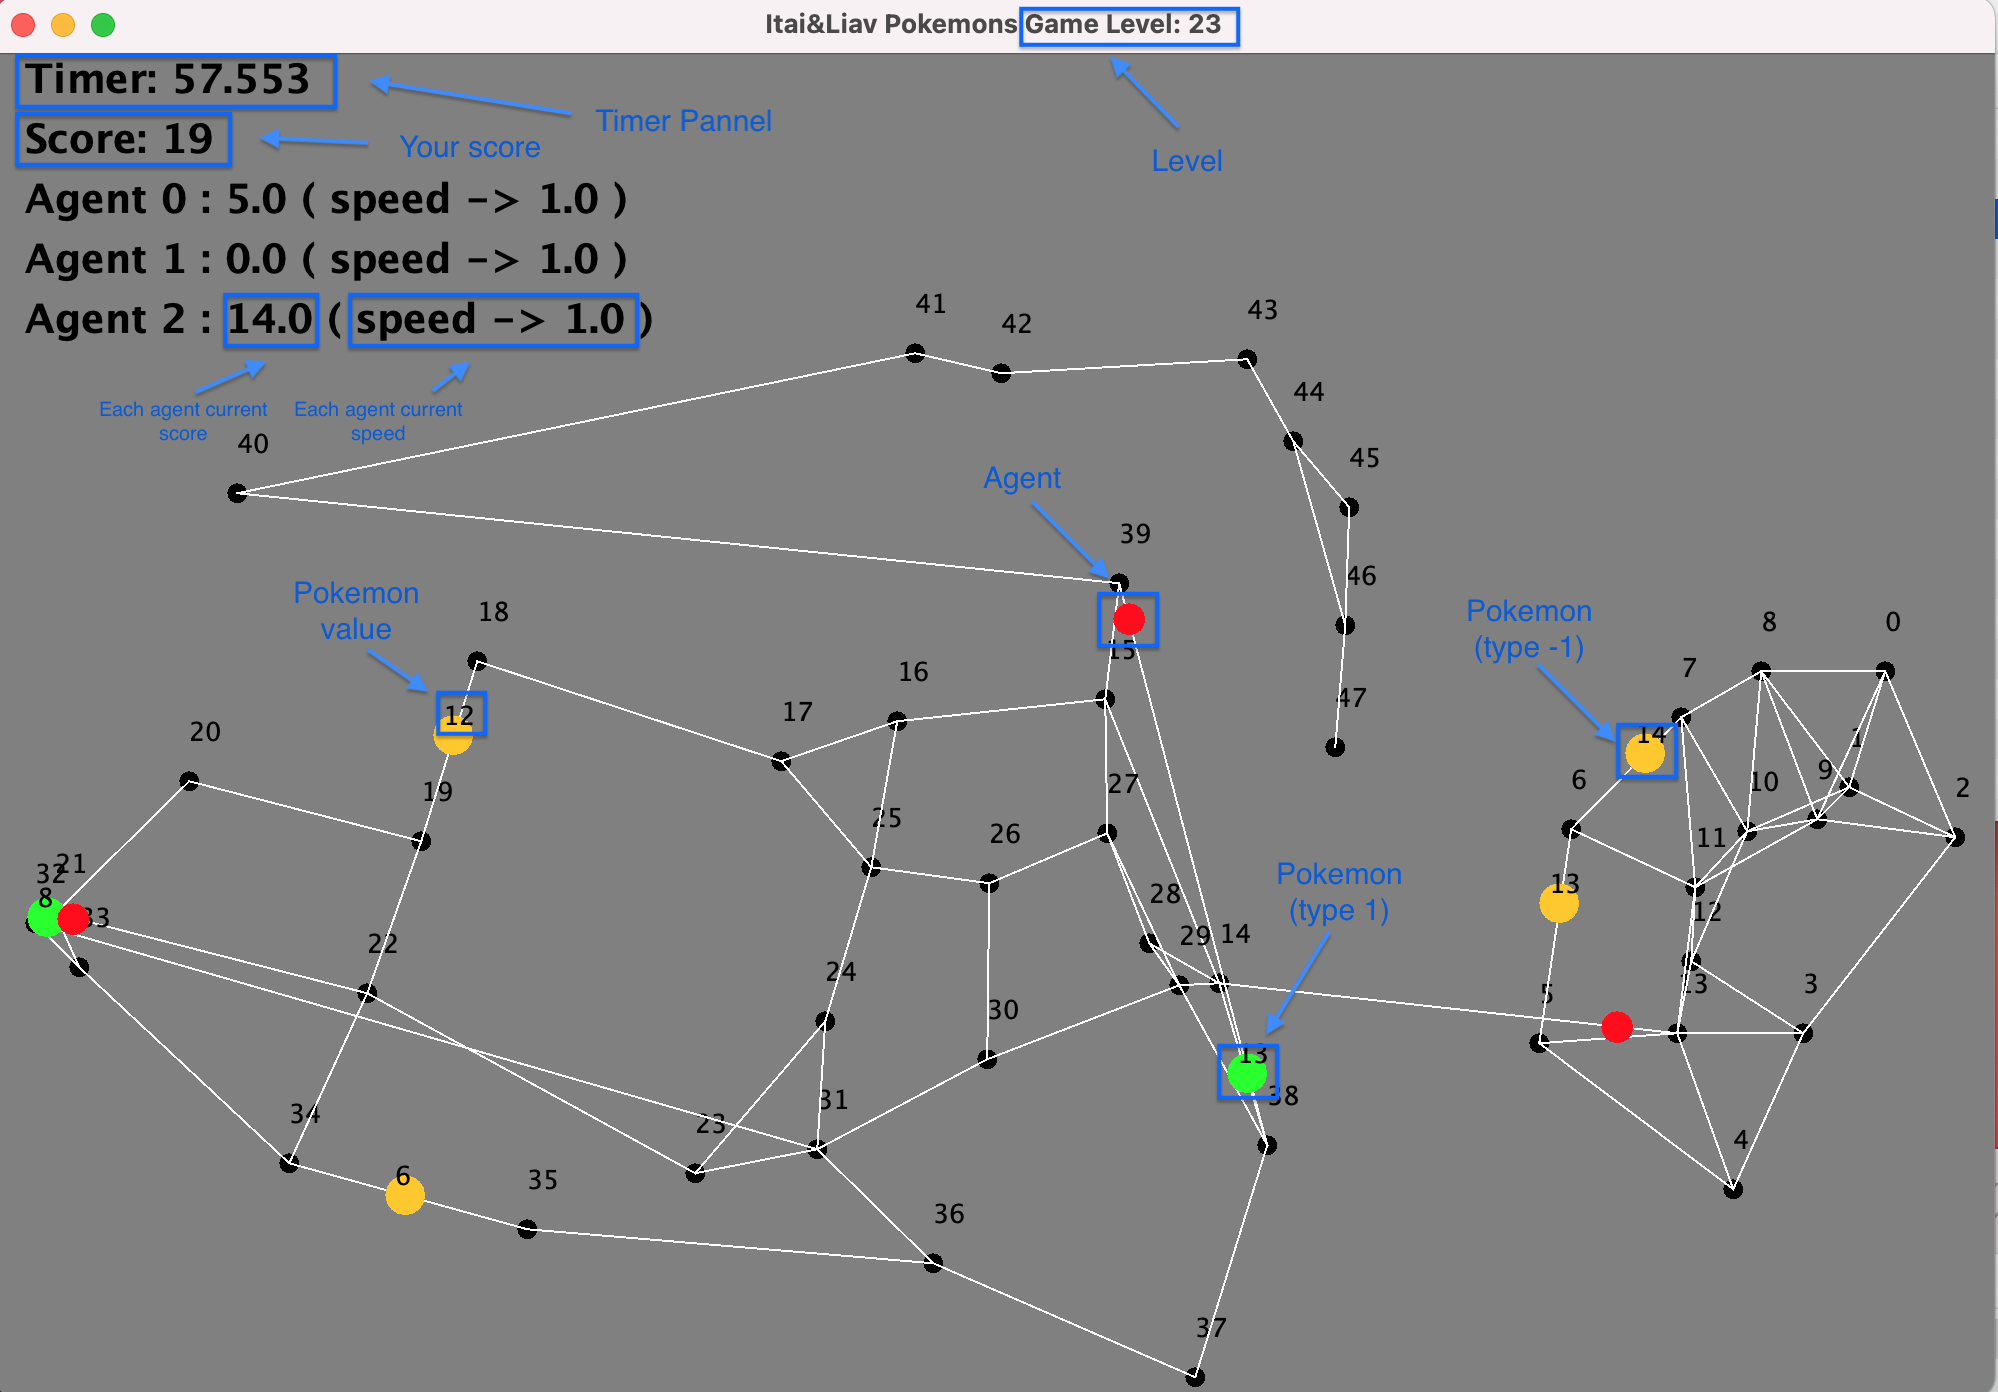 Itai&Liav Pokemons Game Level: 23
Timer: 57.553
Timer Pannel
Score: 19
Your score
Level
Agent 0 : 5.0 ( speed -> 1.0 )
Agent 1 : 0.0 ( speed -> 1.0 )
Agent 2 : 14.0 ( speed -> 1.0 )
Each agent current
score
Each agent current
speed
41
42
43
44
40
45
Agent
39
46
Pokemon
value
18
Pokemon
(type -1)
8
0
15
16
7
47
12
17
20
14
1
6
9
10
2
19
27
25
26
11
32
21
Pokemon
(type 1)
13
8
28
33
12
22
29
14
24
13
3
5
30
13
38
31
34
23
4
6
35
36
37